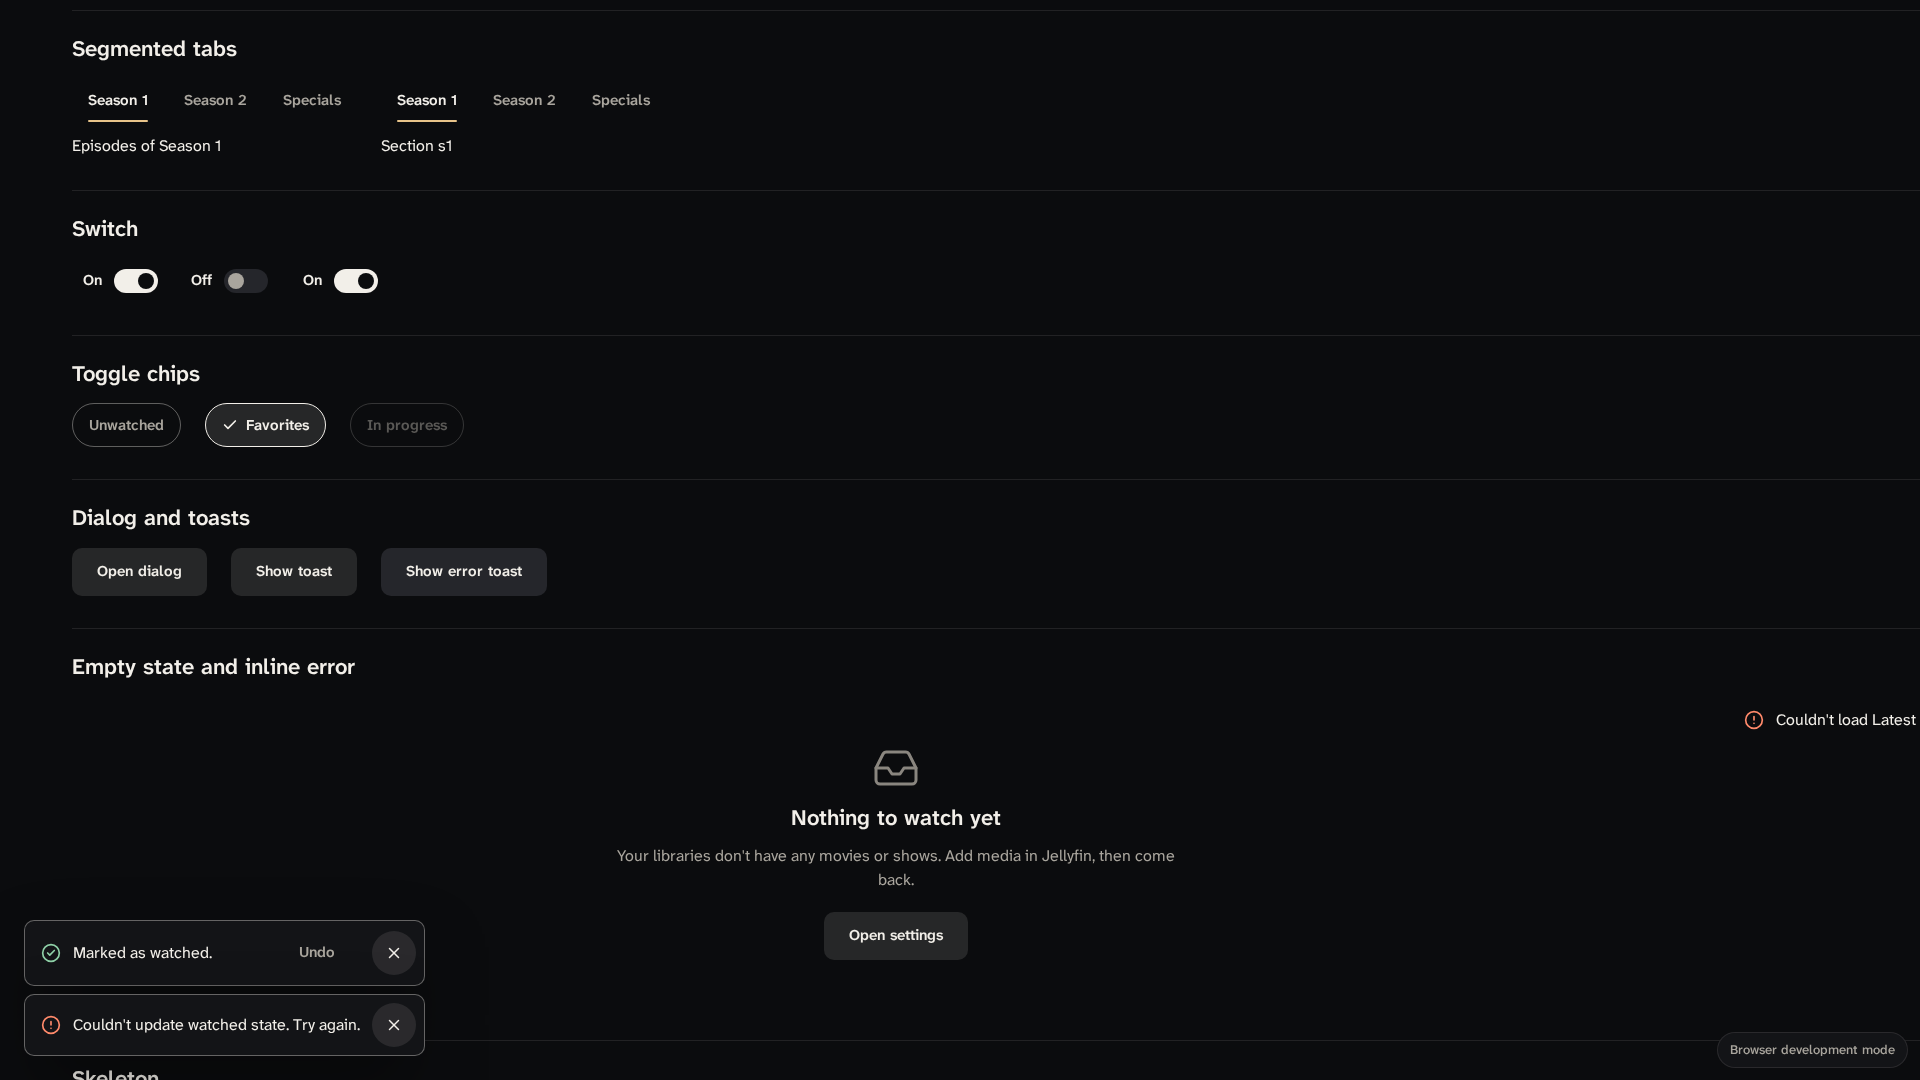 Segmented tabs
Season 1 Season 2 Specials Season 1 Season 2 Specials
Episodes of Season 1 Section s1
Switch
On Off On
Toggle chips
Unwatched Favorites In progress
Dialog and toasts
Open dialog Show toast Show error toast
Empty state and inline error
Couldn't load Latest
Nothing to watch yet
Your libraries don't have any movies or shows. Add media in Jellyfin, then come
back.
Open settings
Marked as watched. Undo
Couldn't update watched state. Try again.
Browser development mode
Skeleton